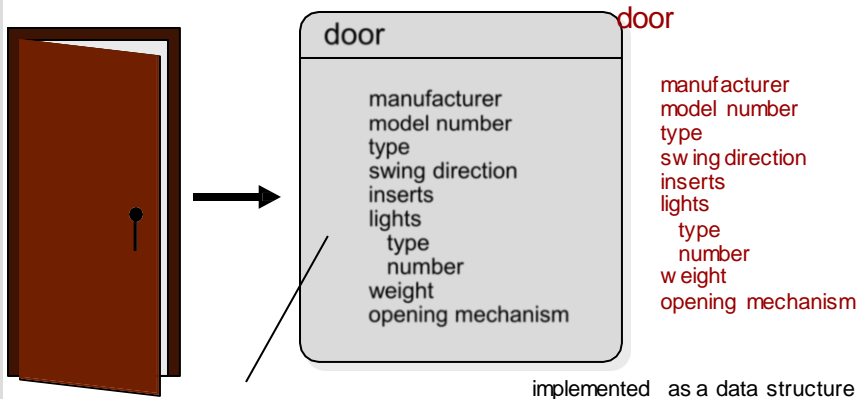 door
manufacturer
model number
type
swing direction
inserts
lights
type
number
weight
opening mechanism
door
manufacturer
model number
type
swing direction
inserts
lights
type
number
weight
opening mechanism
implemented as a data structure